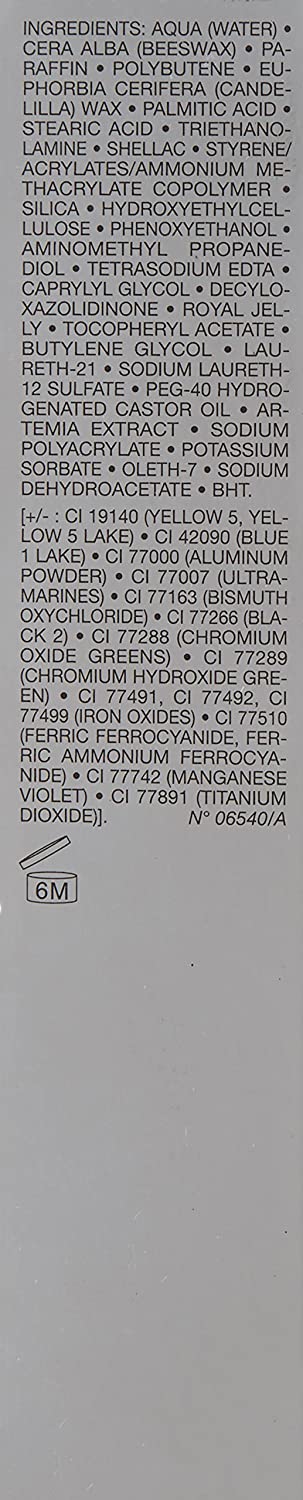 INGREDIENTS: AQUA (WATER) •
CERA ALBA (BEESWAX) • PA-
RAFFIN • POLYBUTENE • EU-
PHORBIA CERIFERA (CANDE-
LILLA) WAX • PALMITIC ACID •
STEARIC ACID • TRIETHANO-
LAMINE • SHELLAC • STYRENE/
ACRYLATES/AMMONIUM ME-
THACRYLATE COPOLYMER •
SILICA • HYDROXYETHYLCEL-
LULOSE • PHENOXYETHANOL •
AMINOMETHYL PROPANE-
DIOL • TETRASODIUM EDTA •
CAPRYLYL GLYCOL • DECYLO-
XAZOLIDINONE • ROYAL JEL-
LY • TOCOPHERYL ACETATE •
BUTYLENE GLYCOL • LAU-
RETH-21 • SODIUM LAURETH-
12 SULFATE • PEG-40 HYDRO-
GENATED CASTOR OIL • AR-
TEMIA EXTRACT • SODIUM
POLYACRYLATE • POTASSIUM
SORBATE • OLETH-7 • SODIUM
DEHYDROACETATE • BHT.
[+/- : CI 19140 (YELLOW 5, YEL-
LOW 5 LAKE) • CI 42090 (BLUE
1 LAKE) • CI 77000 (ALUMINUM
POWDER) • CI 77007 (ULTRA-
MARINES) • CI 77163 (BISMUTH
OXYCHLORIDE) • CI 77266 (BLA-
CK 2) • CI 77288 (CHROMIUM
OXIDE GREENS) • CI 77289
(CHROMIUM HYDROXIDE GRE-
EN) • CI 77491, CI 77492, CI
77499 (IRON OXIDES) • CI 77510
(FERRIC FERROCYANIDE, FER-
RIC AMMONIUM FERROCYA-
NIDE) • CI 77742 (MANGANESE
VIOLET) • CI 77891 (TITANIUM
DIOXIDE)]. N° 06540/A
6M